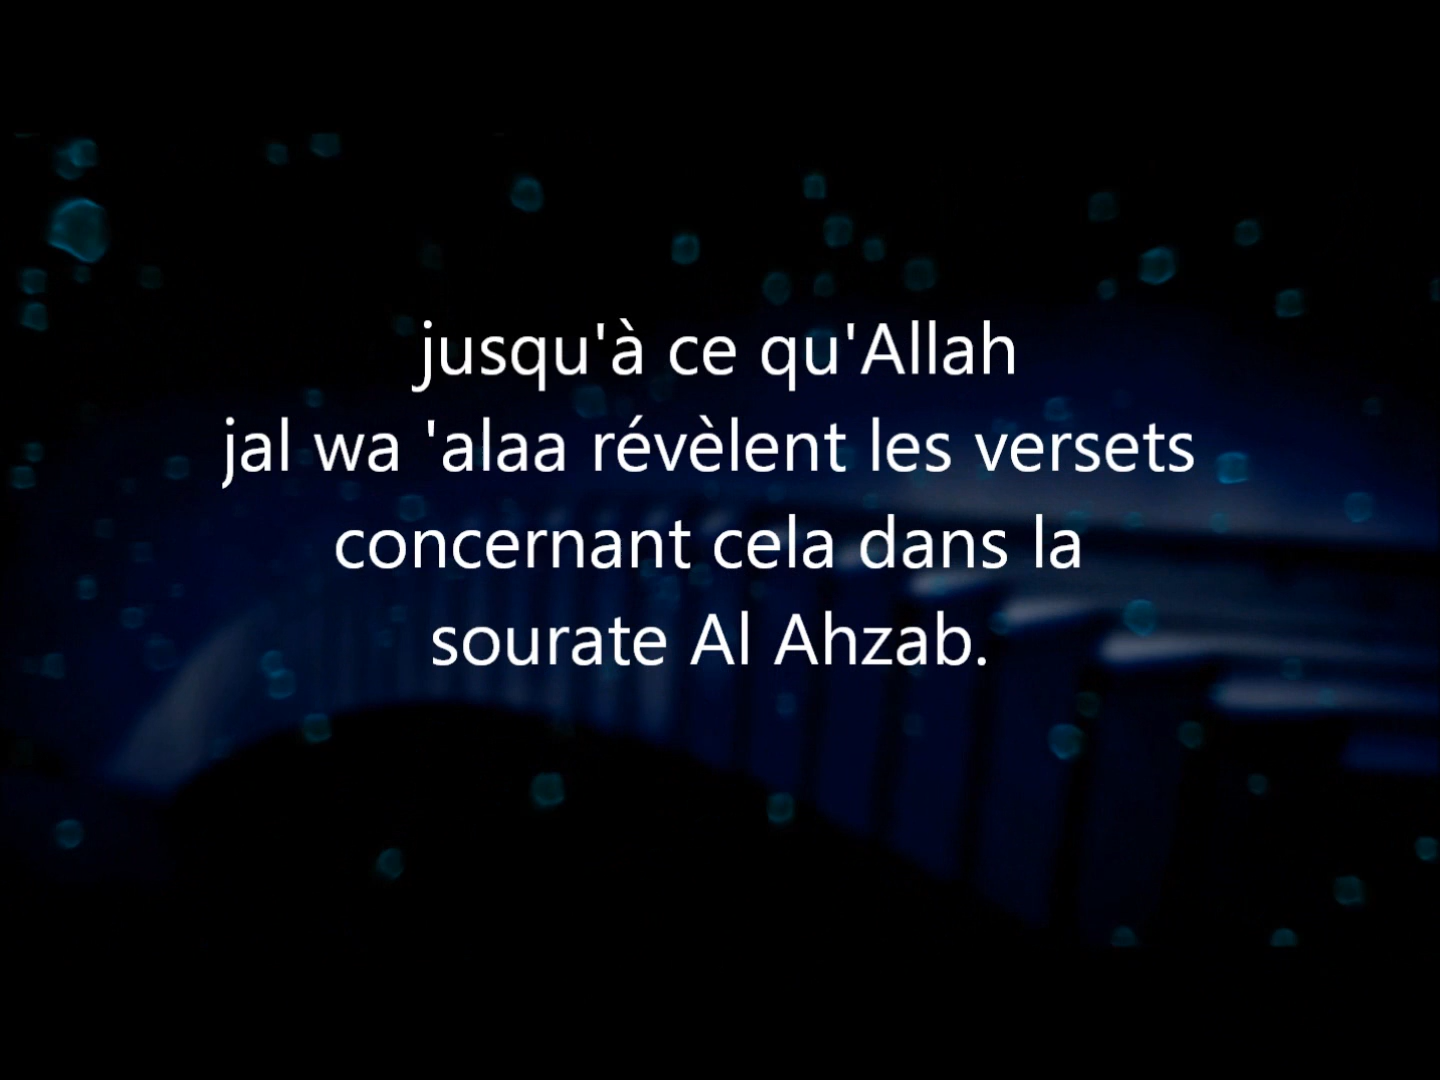 jusqu'à ce qu'Allah
jal wa 'alaa révèlent les versets
concernant cela dans la
sourate Al Ahzab.